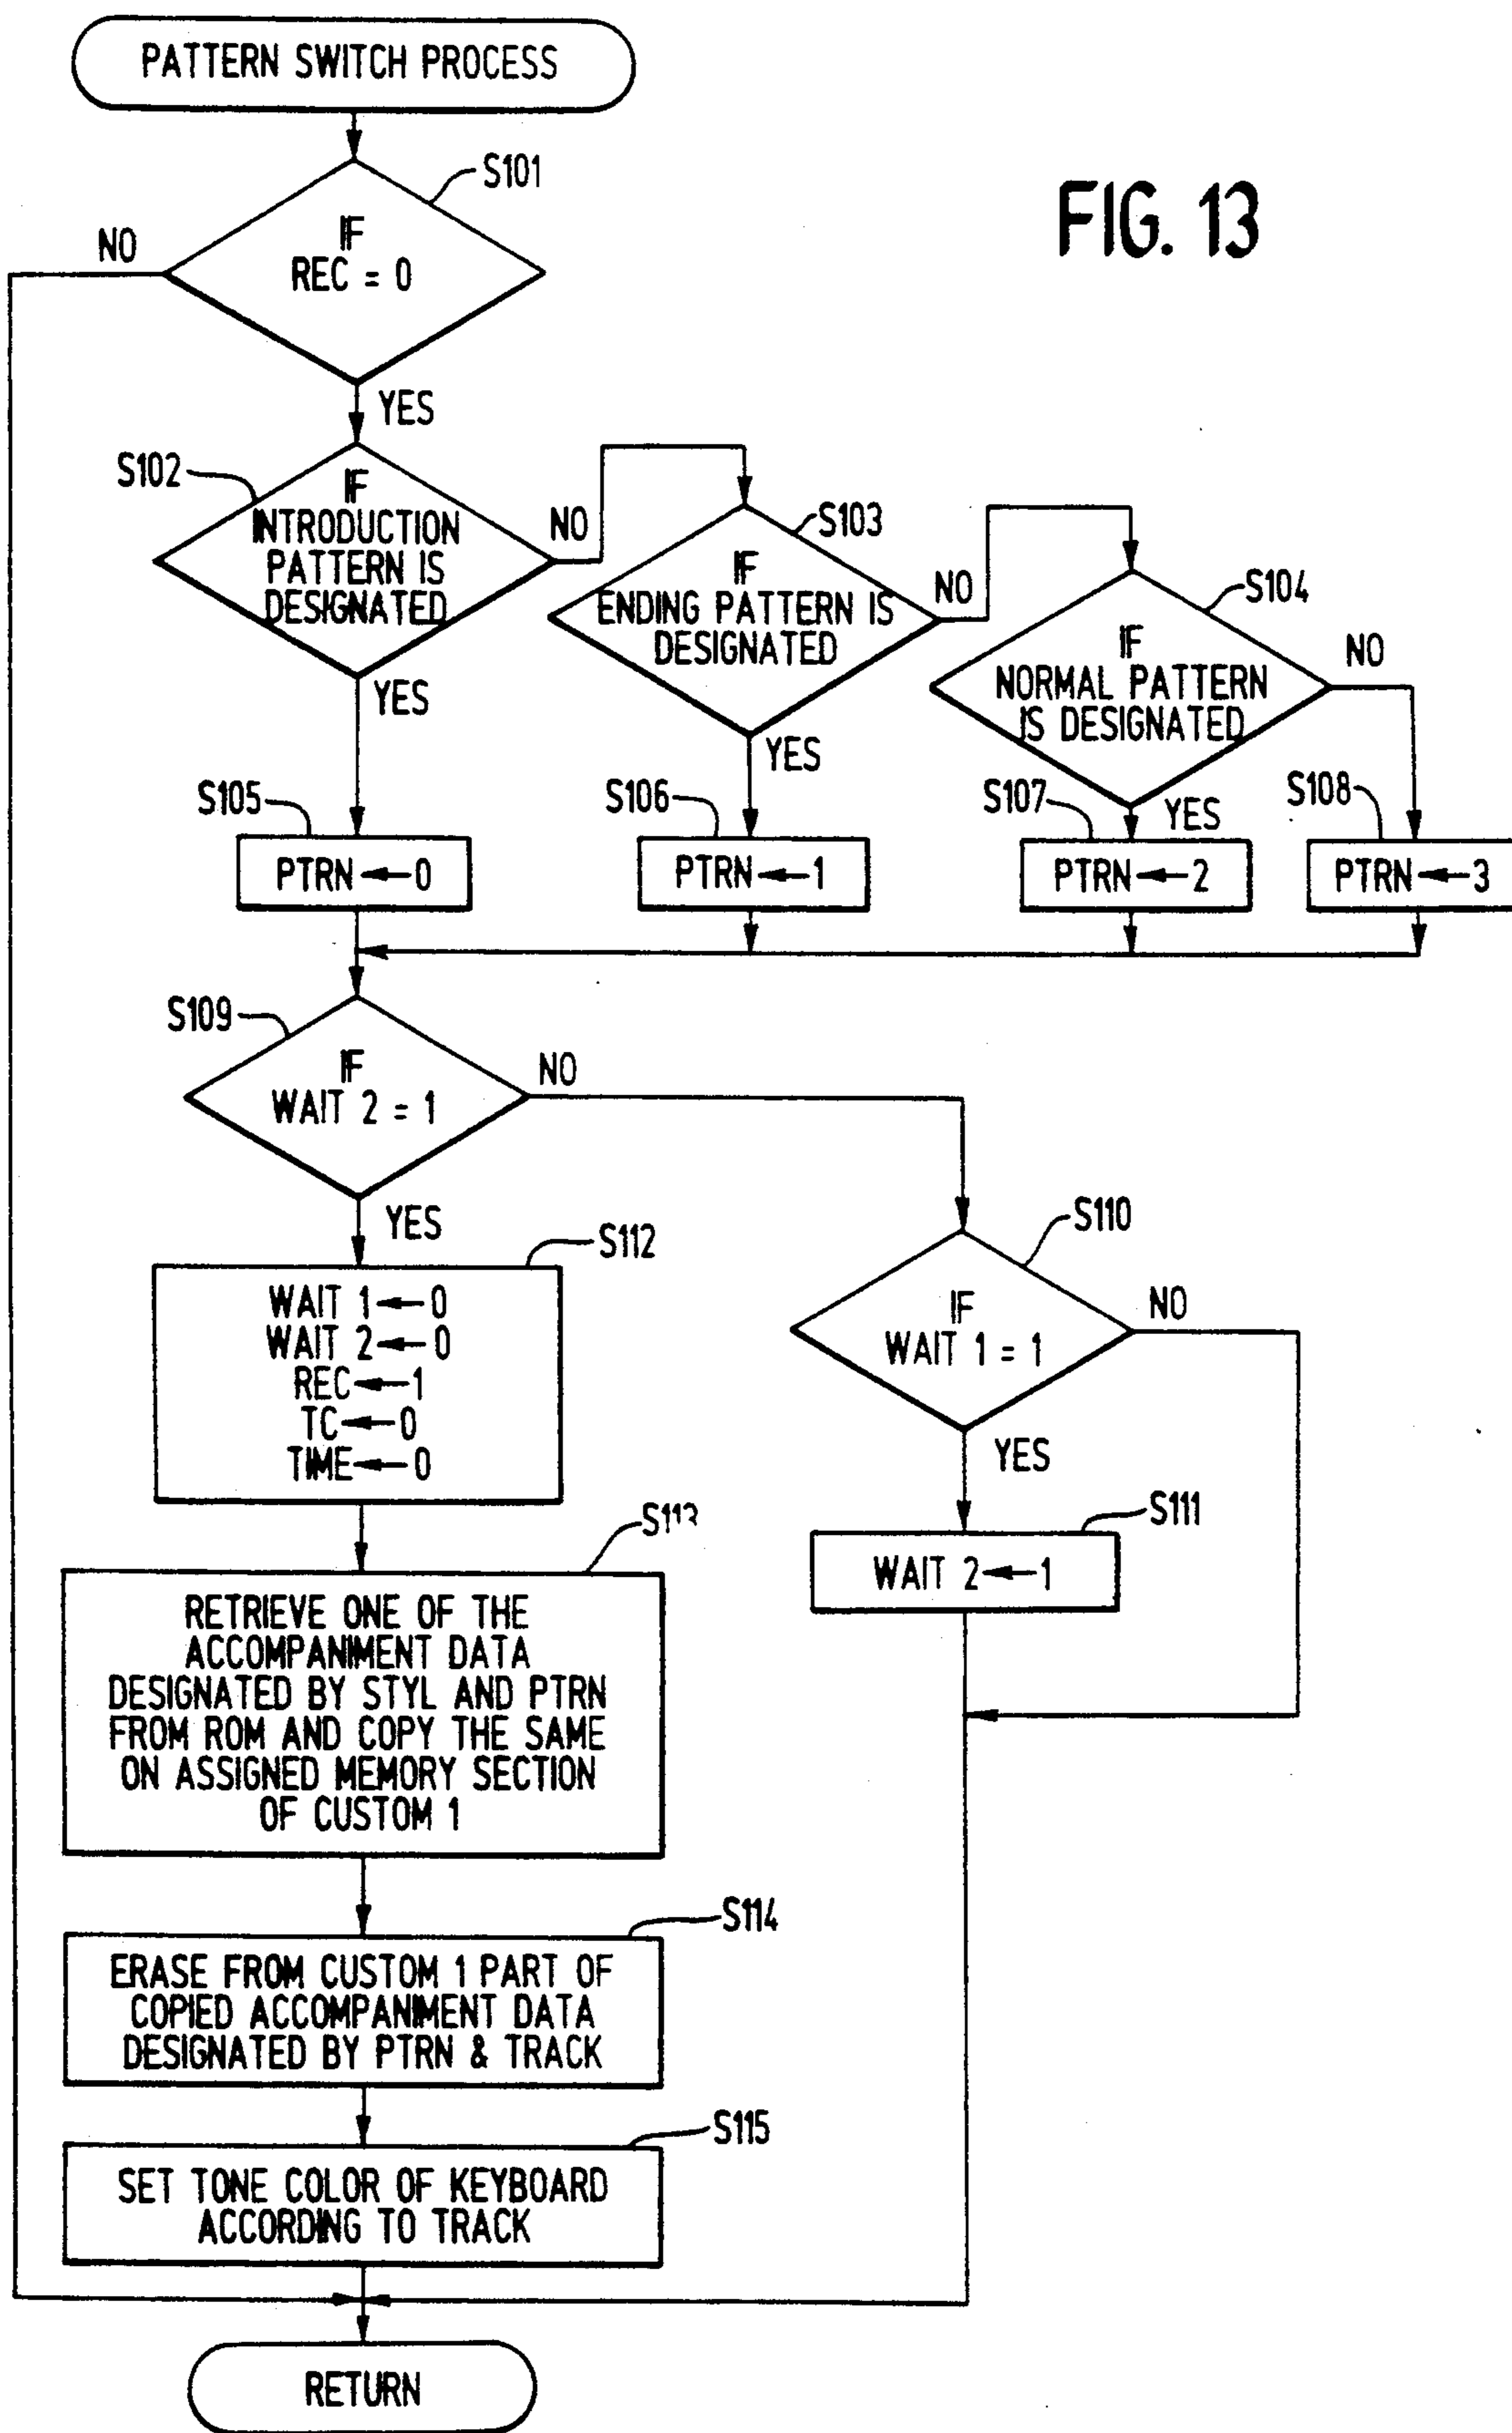 PATTERN SWITCH PROCESS
FIG. 13
S101
IF
REC = 0
NO
YES
S102
IF
INTRODUCTION
PATTERN IS
DESIGNATED
NO
YES
S103
IF
ENDING PATTERN IS
DESIGNATED
NO
YES
S104
IF
NORMAL PATTERN
IS DESIGNATED
NO
YES
S105
PTRN ← 0
S106
PTRN ← 1
S107
PTRN ← 2
S108
PTRN ← 3
S109
IF
WAIT 2 = 1
NO
YES
S110
IF
WAIT 1 = 1
NO
YES
S111
WAIT 2 ← 1
S112
WAIT 1 ← 0
WAIT 2 ← 0
REC ← 1
TC ← 0
TIME ← 0
S113
RETRIEVE ONE OF THE
ACCOMPANIMENT DATA
DESIGNATED BY STYL AND PTRN
FROM ROM AND COPY THE SAME
ON ASSIGNED MEMORY SECTION
OF CUSTOM 1
S114
ERASE FROM CUSTOM 1 PART OF
COPIED ACCOMPANIMENT DATA
DESIGNATED BY PTRN & TRACK
S115
SET TONE COLOR OF KEYBOARD
ACCORDING TO TRACK
RETURN